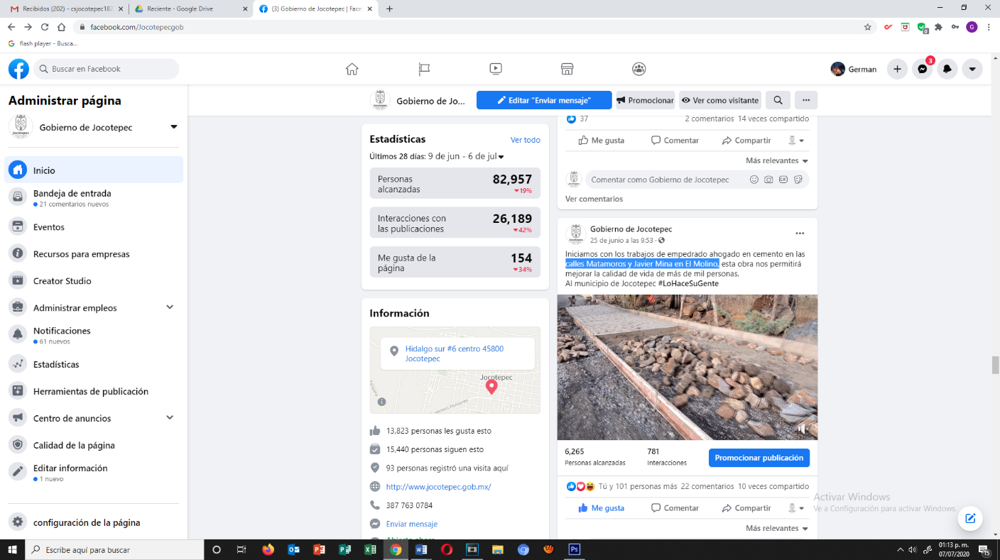 Recibidos (202) - csjocotepec182
Reciente - Google Drive
(3) Gobierno de Jocotepec | Face
facebook.com/Jocotepecgob
flash player - Busca...
Buscar en Facebook
German
3
Administrar página
Gobierno de Jocotepec
Inicio
Bandeja de entrada
21 comentarios nuevos
Eventos
Recursos para empresas
Creator Studio
Administrar empleos
Notificaciones
61 nuevos
Estadísticas
Herramientas de publicación
Centro de anuncios
Calidad de la página
Editar información
1 nuevo
configuración de la página
Gobierno de Jo...
Editar "Enviar mensaje"
Promocionar
Ver como visitante
Estadísticas
Ver todo
Últimos 28 días: 9 de jun - 6 de jul
Personas alcanzadas
82,957
19%
Interacciones con las publicaciones
26,189
42%
Me gusta de la página
154
34%
Información
Hidalgo sur #6 centro 45800
Jocotepec
Jocotepec
Guerrero Poniente
13,823 personas les gusta esto
15,440 personas siguen esto
93 personas registró una visita aquí
http://www.jocotepec.gob.mx/
387 763 0784
Enviar mensaje
37
2 comentarios 14 veces compartido
Me gusta
Comentar
Compartir
Más relevantes
Comentar como Gobierno de Jocotepec
Ver comentarios
Gobierno de Jocotepec
25 de junio a las 9:53
Iniciamos con los trabajos de empedrado ahogado en cemento en las
calles Matamoros y Javier Mina en El Molino, esta obra nos permitirá
mejorar la calidad de vida de más de mil personas.
Al municipio de Jocotepec #LoHaceSuGente
6,265
Personas alcanzadas
781
Interacciones
Promocionar publicación
Tú y 101 personas más 22 comentarios 10 veces compartido
Me gusta
Comentar
Compartir
Más relevantes
Activar Windows
Ve a Configuración para activar Windows.
Escribe aquí para buscar
01:13 p. m.
07/07/2020
15